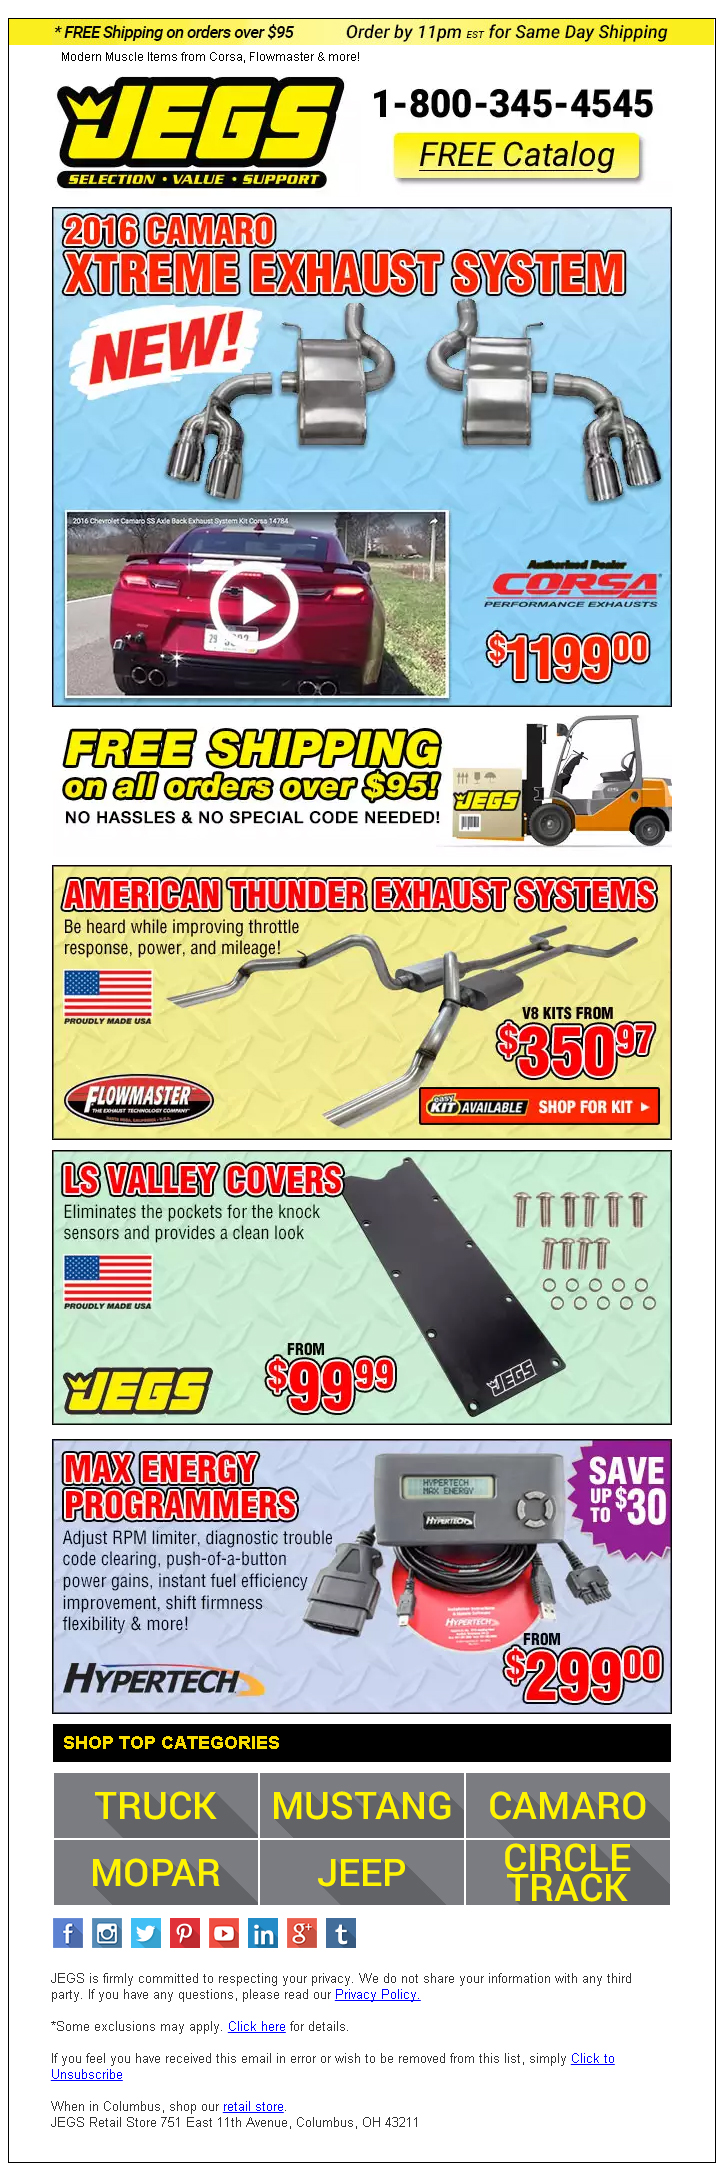 * FREE Shipping on orders over $95
Order by 11pm EST for Same Day Shipping
Modern Muscle Items from Corsa, Flowmaster & more!
JEGS
SELECTION • VALUE • SUPPORT
1-800-345-4545
FREE Catalog
2016 CAMARO
XTREME EXHAUST SYSTEM
NEW!
2016 Chevrolet Camaro SS Axle Back Exhaust System Kit Corsa 14784
Authorized Dealer
CORSA
PERFORMANCE EXHAUSTS
$119900
FREE SHIPPING
on all orders over $95!
NO HASSLES & NO SPECIAL CODE NEEDED!
JEGS
AMERICAN THUNDER EXHAUST SYSTEMS
Be heard while improving throttle
response, power, and mileage!
PROUDLY MADE USA
V8 KITS FROM
$35097
FLOWMASTER
THE EXHAUST TECHNOLOGY COMPANY
easy KIT AVAILABLE SHOP FOR KIT
LS VALLEY COVERS
Eliminates the pockets for the knock
sensors and provides a clean look
PROUDLY MADE USA
FROM
$9999
JEGS
JEGS
MAX ENERGY
PROGRAMMERS
Adjust RPM limiter, diagnostic trouble
code clearing, push-of-a-button
power gains, instant fuel efficiency
improvement, shift firmness
flexibility & more!
HYPERTECH
MAX ENERGY
HYPERTECH
HYPERTECH
SAVE
UP TO $30
FROM
$29900
HYPERTECH
SHOP TOP CATEGORIES
TRUCK
MUSTANG
CAMARO
MOPAR
JEEP
CIRCLE
TRACK
JEGS is firmly committed to respecting your privacy. We do not share your information with any third
party. If you have any questions, please read our Privacy Policy.
*Some exclusions may apply. Click here for details.
If you feel you have received this email in error or wish to be removed from this list, simply Click to
Unsubscribe
When in Columbus, shop our retail store.
JEGS Retail Store 751 East 11th Avenue, Columbus, OH 43211